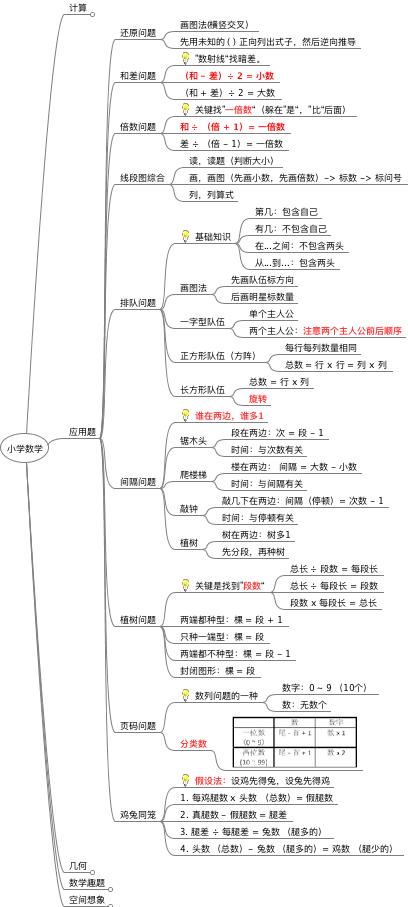 计算
还原问题
画图法(横竖交叉)
先用未知的 ( ) 正向列出式子，然后逆向推导
和差问题
"数射线"找暗差。
（和 – 差）÷ 2 = 小数
（和 + 差）÷ 2 = 大数
倍数问题
关键找"一倍数"（躲在"是"，"比"后面）
和 ÷ （倍 + 1）= 一倍数
差 ÷ （倍 – 1）= 一倍数
线段图综合
读，读题（判断大小）
画，画图（先画小数，先画倍数）–> 标数 –> 标问号
列，列算式
排队问题
基础知识
第几：包含自己
有几：不包含自己
在...之间：不包含两头
从...到...：包含两头
画图法
先画队伍标方向
后画明星标数量
一字型队伍
单个主人公
两个主人公：注意两个主人公前后顺序
正方形队伍（方阵）
每行每列数量相同
总数 = 行 x 行 = 列 x 列
长方形队伍
总数 = 行 x 列
旋转
小学数学
应用题
间隔问题
谁在两边，谁多1
锯木头
段在两边：次 = 段 – 1
时间：与次数有关
爬楼梯
楼在两边： 间隔 = 大数 – 小数
时间：与间隔有关
敲钟
敲几下在两边：间隔（停顿）= 次数 – 1
时间：与停顿有关
植树
树在两边：树多1
先分段，再种树
植树问题
关键是找到"段数"
总长 ÷ 段数 = 每段长
总长 ÷ 每段长 = 段数
段数 x 每段长 = 总长
两端都种型：棵 = 段 + 1
只种一端型：棵 = 段
两端都不种型：棵 = 段 – 1
封闭图形：棵 = 段
页码问题
数列问题的一种
数字：0 ~ 9 （10个）
数：无数个
分类数
数 数字
一位数 (0 ~ 9) 尾 - 首 + 1 数 x 1
两位数 (10 ~ 99) 尾 - 首 + 1 数 x 2
鸡兔同笼
假设法：设鸡先得兔，设兔先得鸡
1. 每鸡腿数 x 头数 （总数）= 假腿数
2. 真腿数 – 假腿数 = 腿差
3. 腿差 ÷ 每腿差 = 兔数 （腿多的）
4. 头数 （总数）– 兔数 （腿多的）= 鸡数 （腿少的）
几何
数学趣题
空间想象